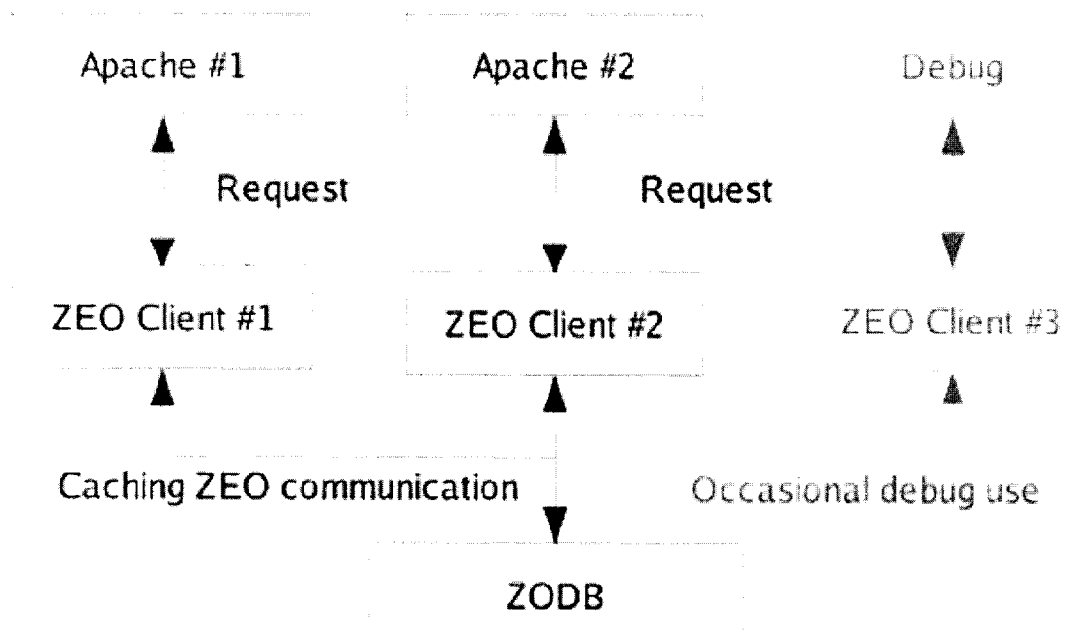 Apache #1
Apache #2
Debug
Request
Request
ZEO Client #1
ZEO Client #2
ZEO Client #3
Caching ZEO communication
Occasional debug use
ZODB